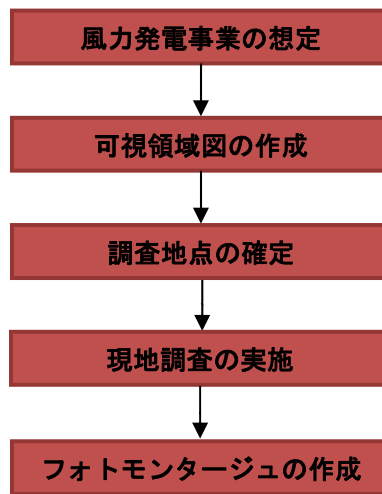 風力発電事業の想定
可視領域図の作成
調査地点の確定
現地調査の実施
フォトモンタージュの作成